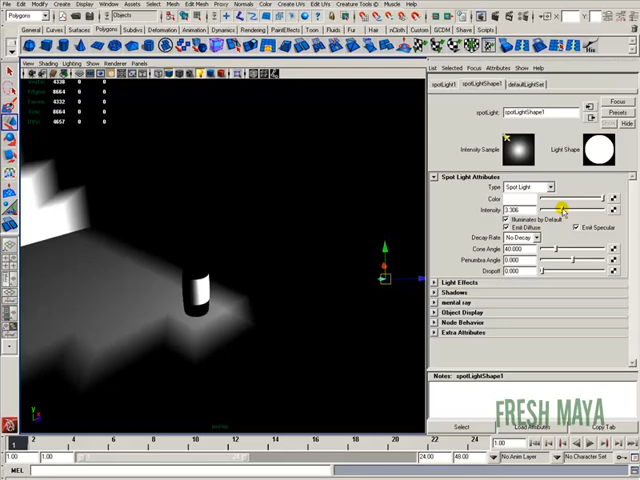 File Edit Modify Create Display Window Assets Select Mesh Edit Mesh Proxy Normals Color Create UVs Edit UVs Creature Tools Muscle Help
Polygons Objects
General Curves Surfaces Polygons Subdivs Deformation Animation Dynamics Rendering PaintEffects Toon Fluids Fur Hair nCloth Custom GCDM Shave Scripts
View Shading Lighting Show Renderer Panels
List Selected Focus Attributes Show Help
spotLight1 spotLightShape1 defaultLightSet
spotLight: spotLightShape1
Focus
Presets
Show Hide
Intensity Sample Light Shape
Spot Light Attributes
Type Spot Light
Color
Intensity 3.306
Illuminates by Default
Emit Diffuse Emit Specular
Decay Rate No Decay
Cone Angle 40.000
Penumbra Angle 0.000
Dropoff 0.000
Light Effects
Shadows
mental ray
Object Display
Node Behavior
Extra Attributes
Notes: spotLightShape1
FRESH MAYA
Select Load Attributes Copy Tab
2 4 6 8 10 12 14 16 18 20 22 24
1 1.00
1.00 1.00 24.00 48.00 No Anim Layer No Character Set
MEL